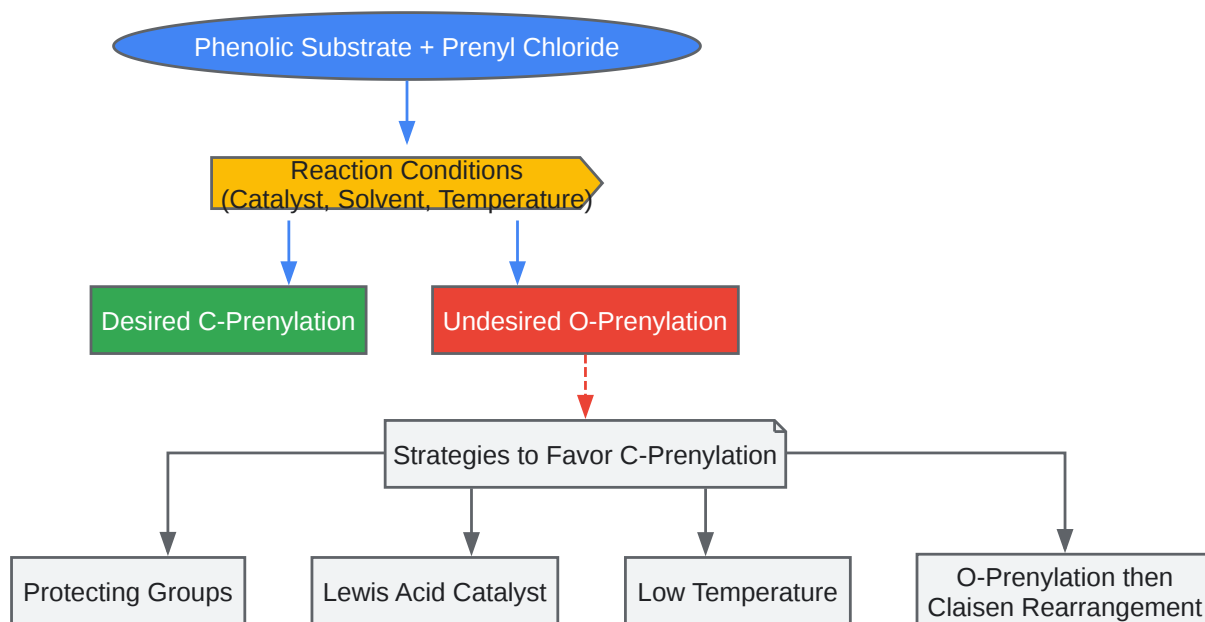 Phenolic Substrate + Prenyl Chloride
Reaction Conditions
(Catalyst, Solvent, Temperature)
Desired C-Prenylation
Undesired O-Prenylation
Strategies to Favor C-Prenylation
Protecting Groups
Lewis Acid Catalyst
Low Temperature
O-Prenylation then
Claisen Rearrangement